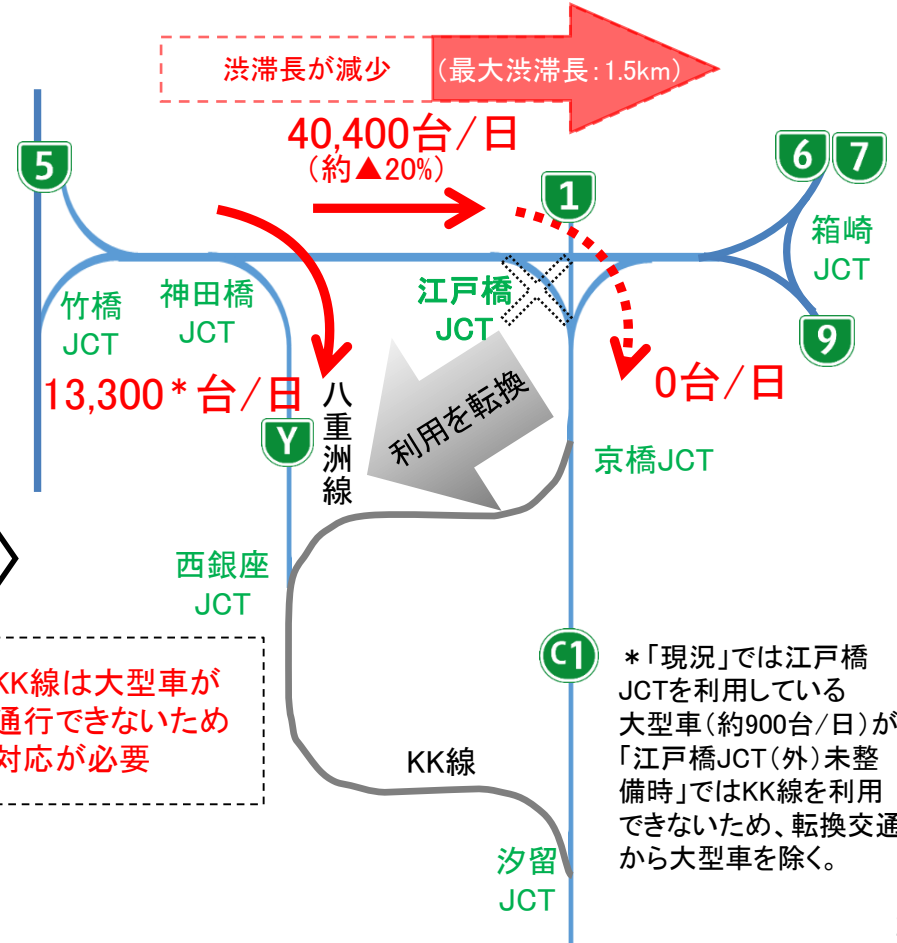 渋滞長が減少
(最大渋滞長：1.5km)
40,400台/日
(約▲20%)
5
1
6
7
箱崎
JCT
竹橋
JCT
神田橋
JCT
江戸橋
JCT
9
13,300*台/日
0台/日
八重洲線
利用を転換
Y
京橋JCT
西銀座
JCT
C1
KK線は大型車が
通行できないため
対応が必要
KK線
汐留
JCT
*「現況」では江戸橋
JCTを利用している
大型車(約900台/日)が
「江戸橋JCT(外)未整
備時」ではKK線を利用
できないため、転換交通
から大型車を除く。